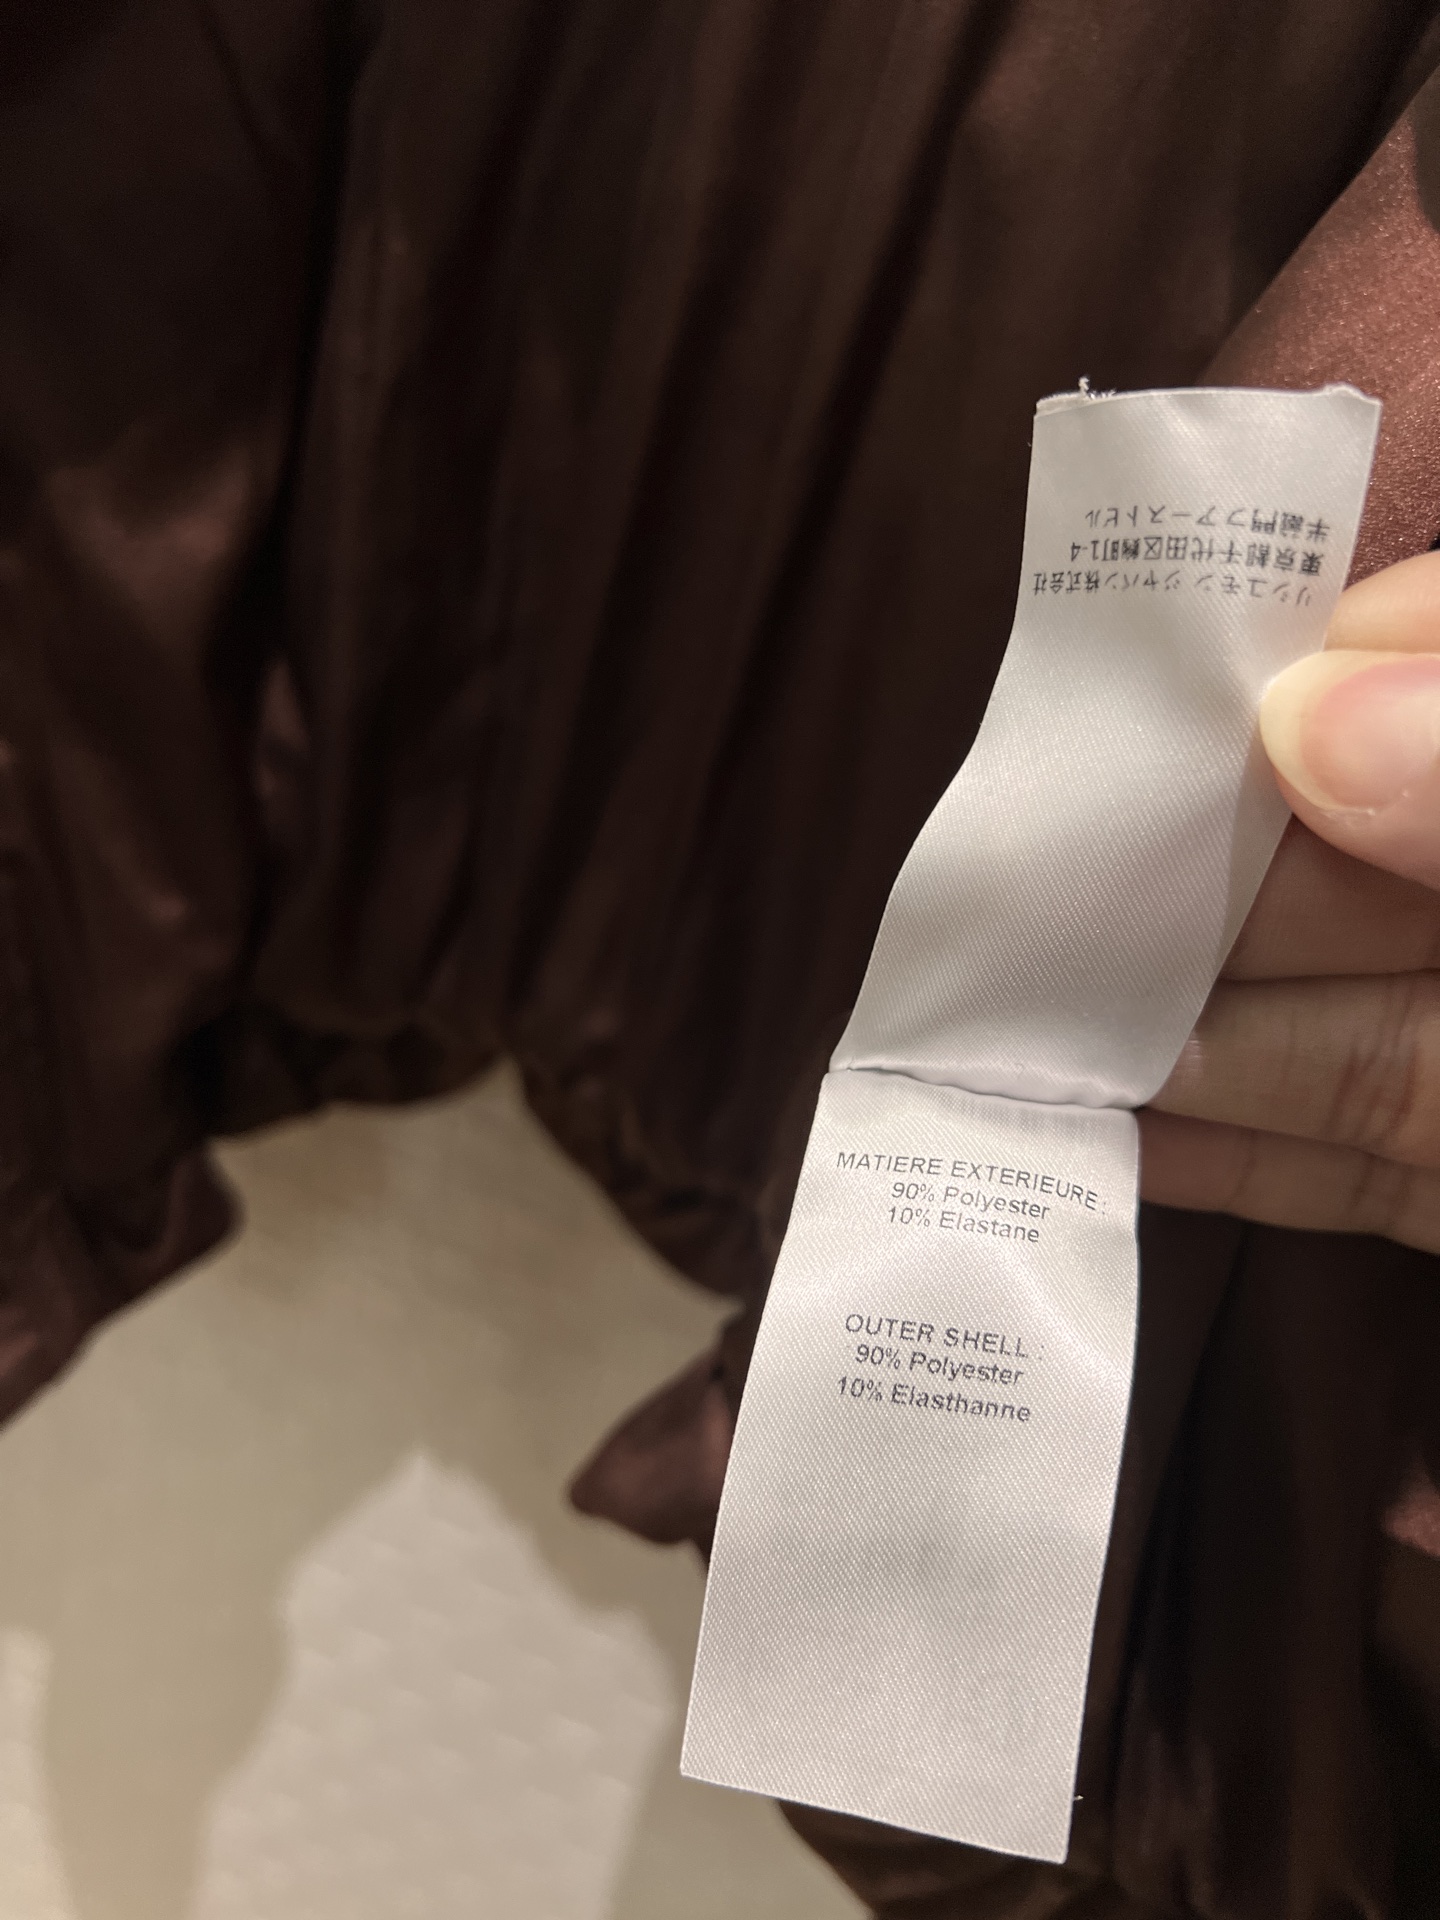 リシュモン ジャパン株式会社
東京都千代田区麹町1-4
半蔵門ファーストビル
MATIERE EXTERIEURE:
90% Polyester
10% Elastane
OUTER SHELL :
90% Polyester
10% Elasthanne